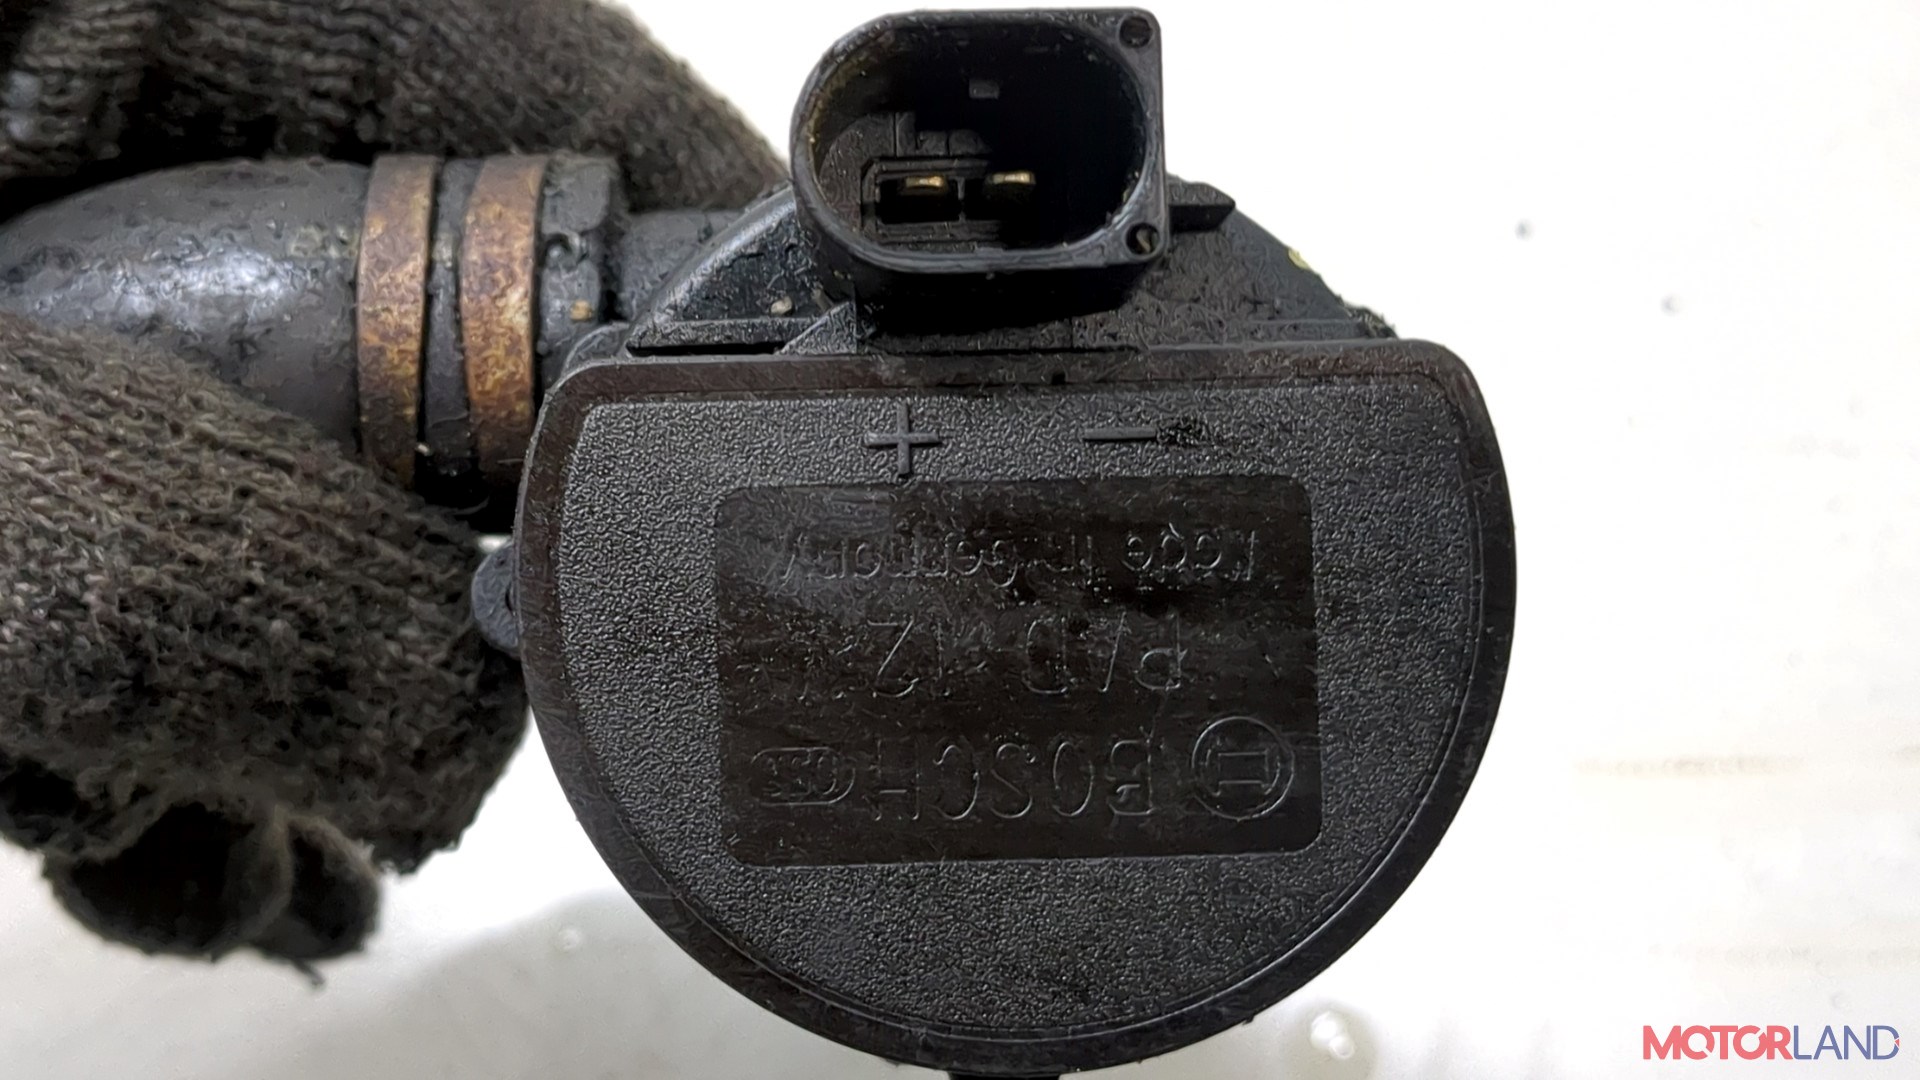 + −
BOSCH
PAD 12
Made in Germany
MOTORLAND